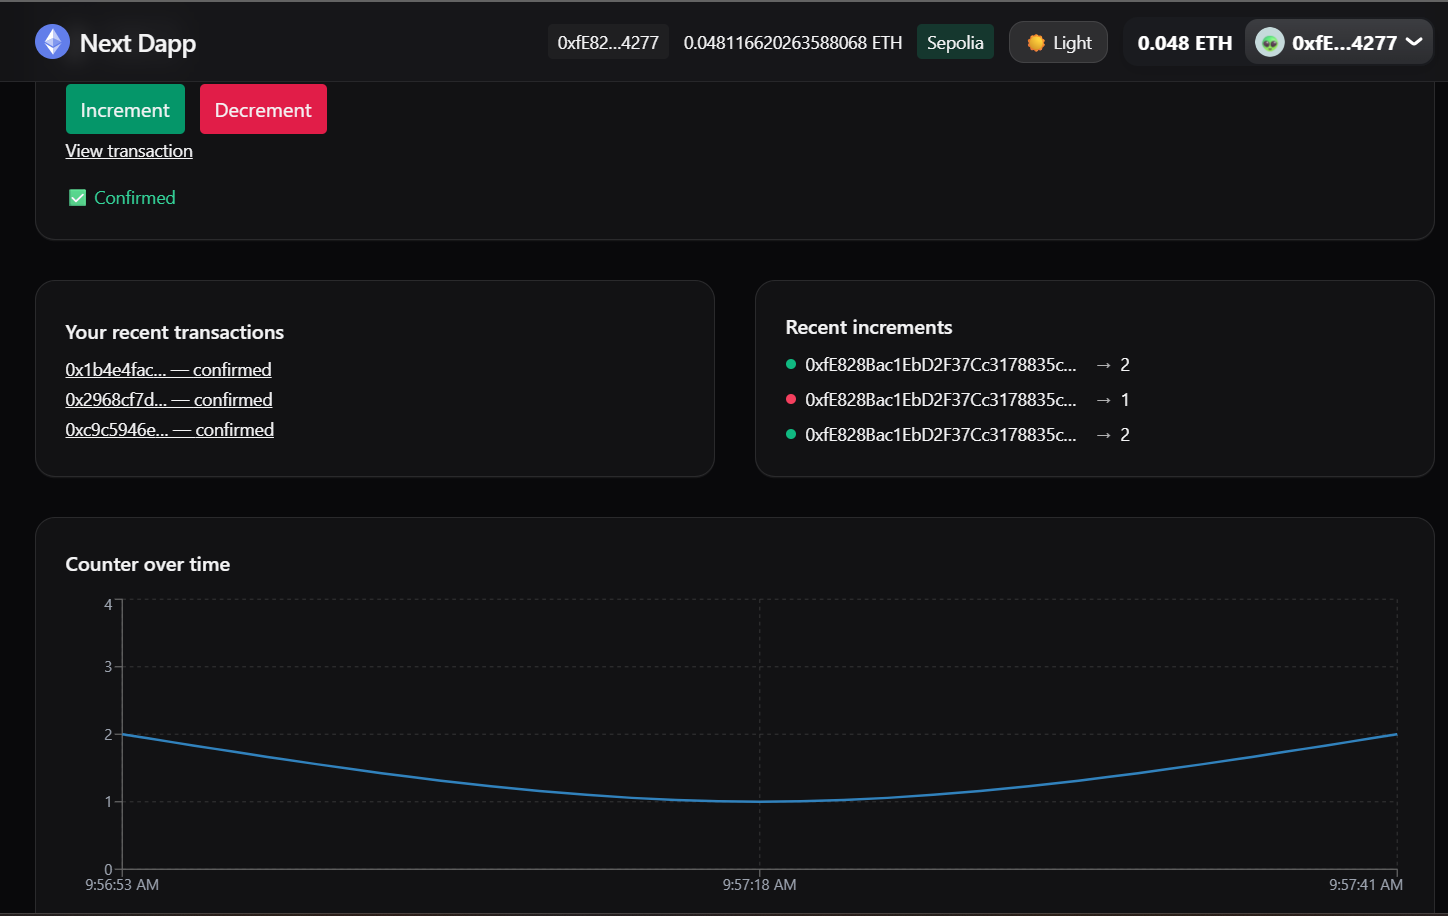 Next Dapp
0xfE82...4277
0.048116620263588068 ETH
Sepolia
Light
0.048 ETH
0xfE...4277
Increment
Decrement
View transaction
Confirmed
Your recent transactions
0x1b4e4fac... — confirmed
0x2968cf7d... — confirmed
0xc9c5946e... — confirmed
Recent increments
0xfE828Bac1EbD2F37Cc3178835c... → 2
0xfE828Bac1EbD2F37Cc3178835c... → 1
0xfE828Bac1EbD2F37Cc3178835c... → 2
Counter over time
4
3
2
1
0
9:56:53 AM
9:57:18 AM
9:57:41 AM